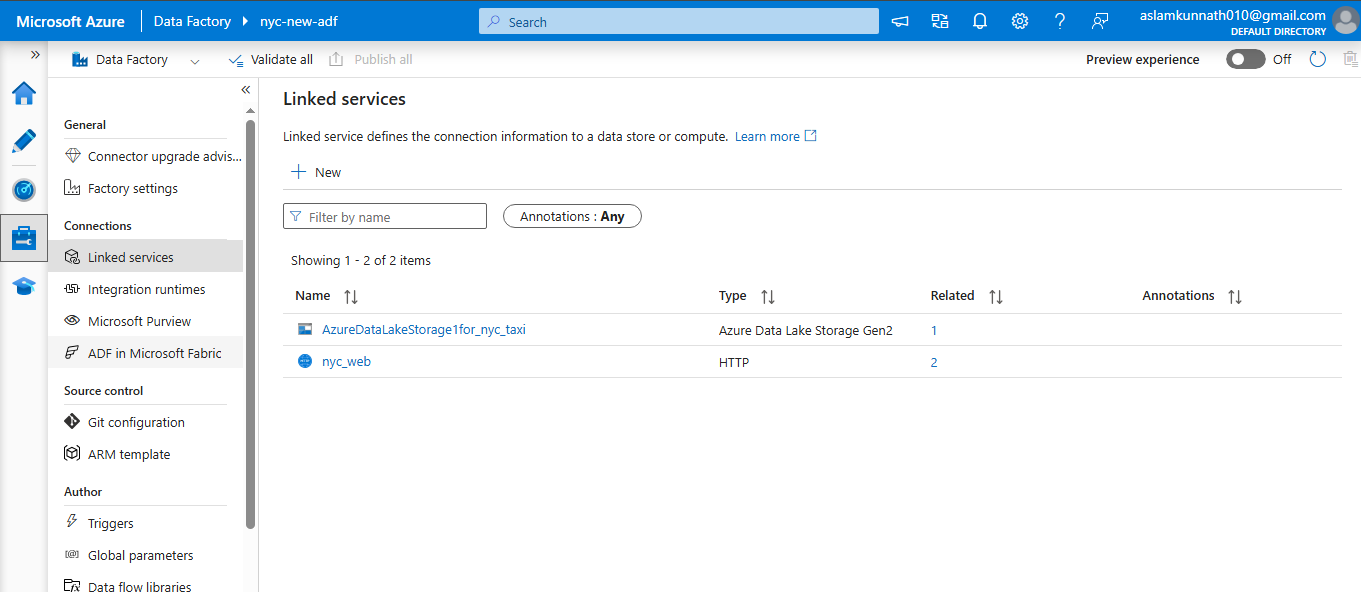 Microsoft Azure Data Factory nyc-new-adf Search aslamkunnath010@gmail.com
DEFAULT DIRECTORY
» Data Factory Validate all Publish all Preview experience Off
«
General
Connector upgrade advis...
Factory settings
Connections
Linked services
Integration runtimes
Microsoft Purview
ADF in Microsoft Fabric
Source control
Git configuration
ARM template
Author
Triggers
Global parameters
Data flow libraries
Linked services
Linked service defines the connection information to a data store or compute. Learn more
New
Filter by name Annotations : Any
Showing 1 - 2 of 2 items
Name Type Related Annotations
AzureDataLakeStorage1for_nyc_taxi Azure Data Lake Storage Gen2 1
nyc_web HTTP 2